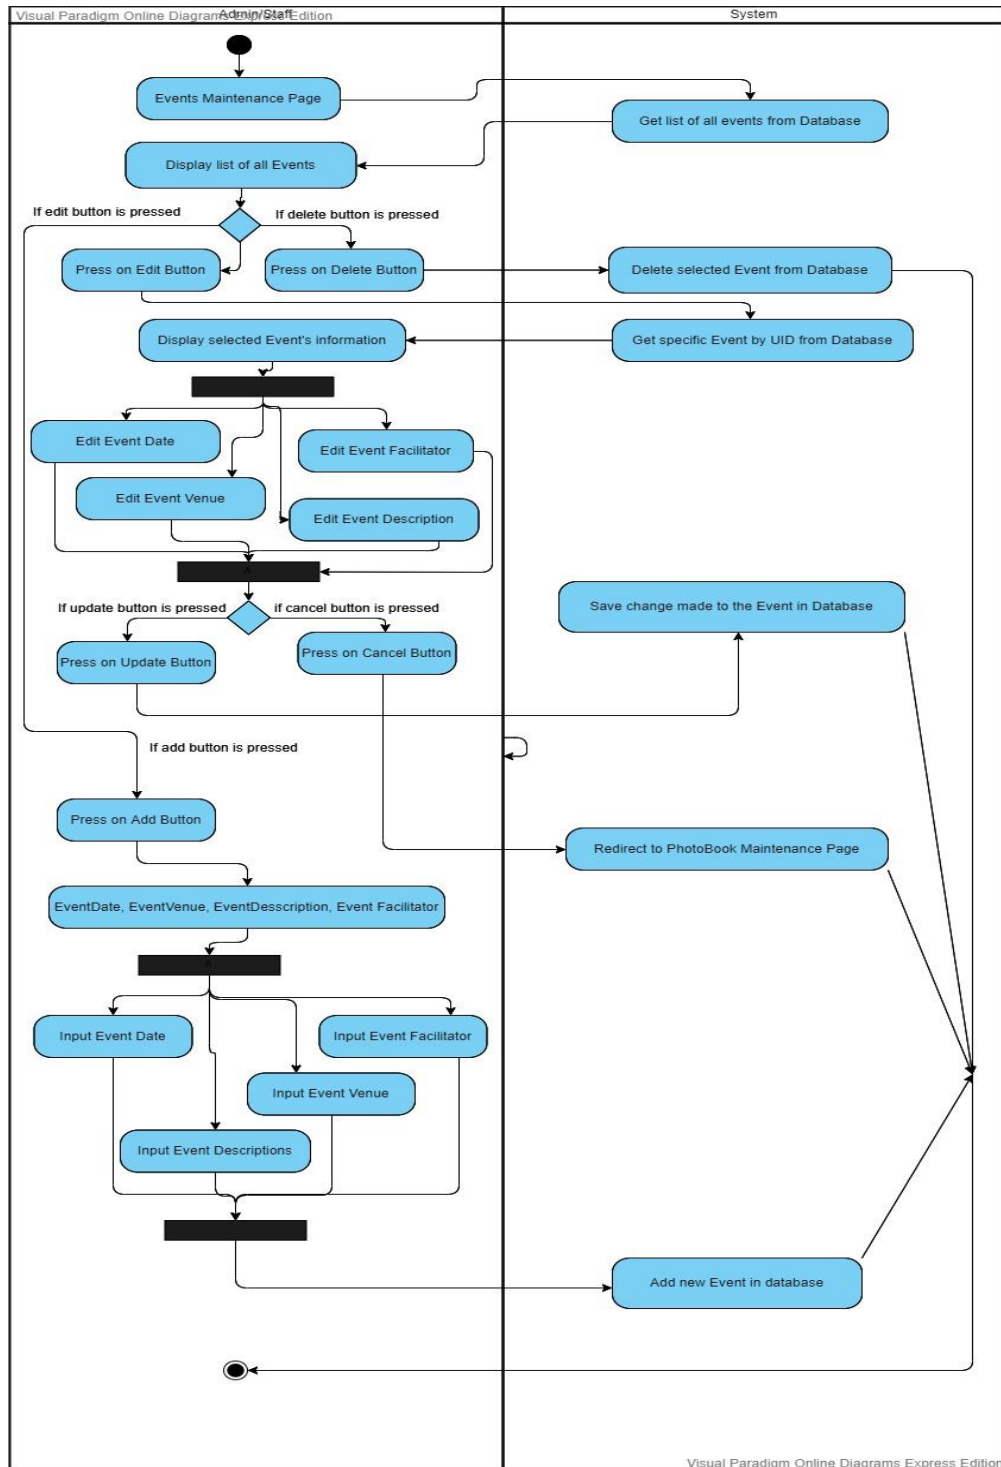 Visual Paradigm Online Diagrams Express Edition
Admin/Staff
System
Events Maintenance Page
Get list of all events from Database
Display list of all Events
If edit button is pressed
If delete button is pressed
Press on Edit Button
Press on Delete Button
Delete selected Event from Database
Display selected Event's information
Get specific Event by UID from Database
Edit Event Date
Edit Event Facilitator
Edit Event Venue
Edit Event Description
If update button is pressed
if cancel button is pressed
Save change made to the Event in Database
Press on Update Button
Press on Cancel Button
If add button is pressed
Press on Add Button
Redirect to PhotoBook Maintenance Page
EventDate, EventVenue, EventDesscription, Event Facilitator
Input Event Date
Input Event Facilitator
Input Event Venue
Input Event Descriptions
Add new Event in database
Visual Paradigm Online Diagrams Express Edition